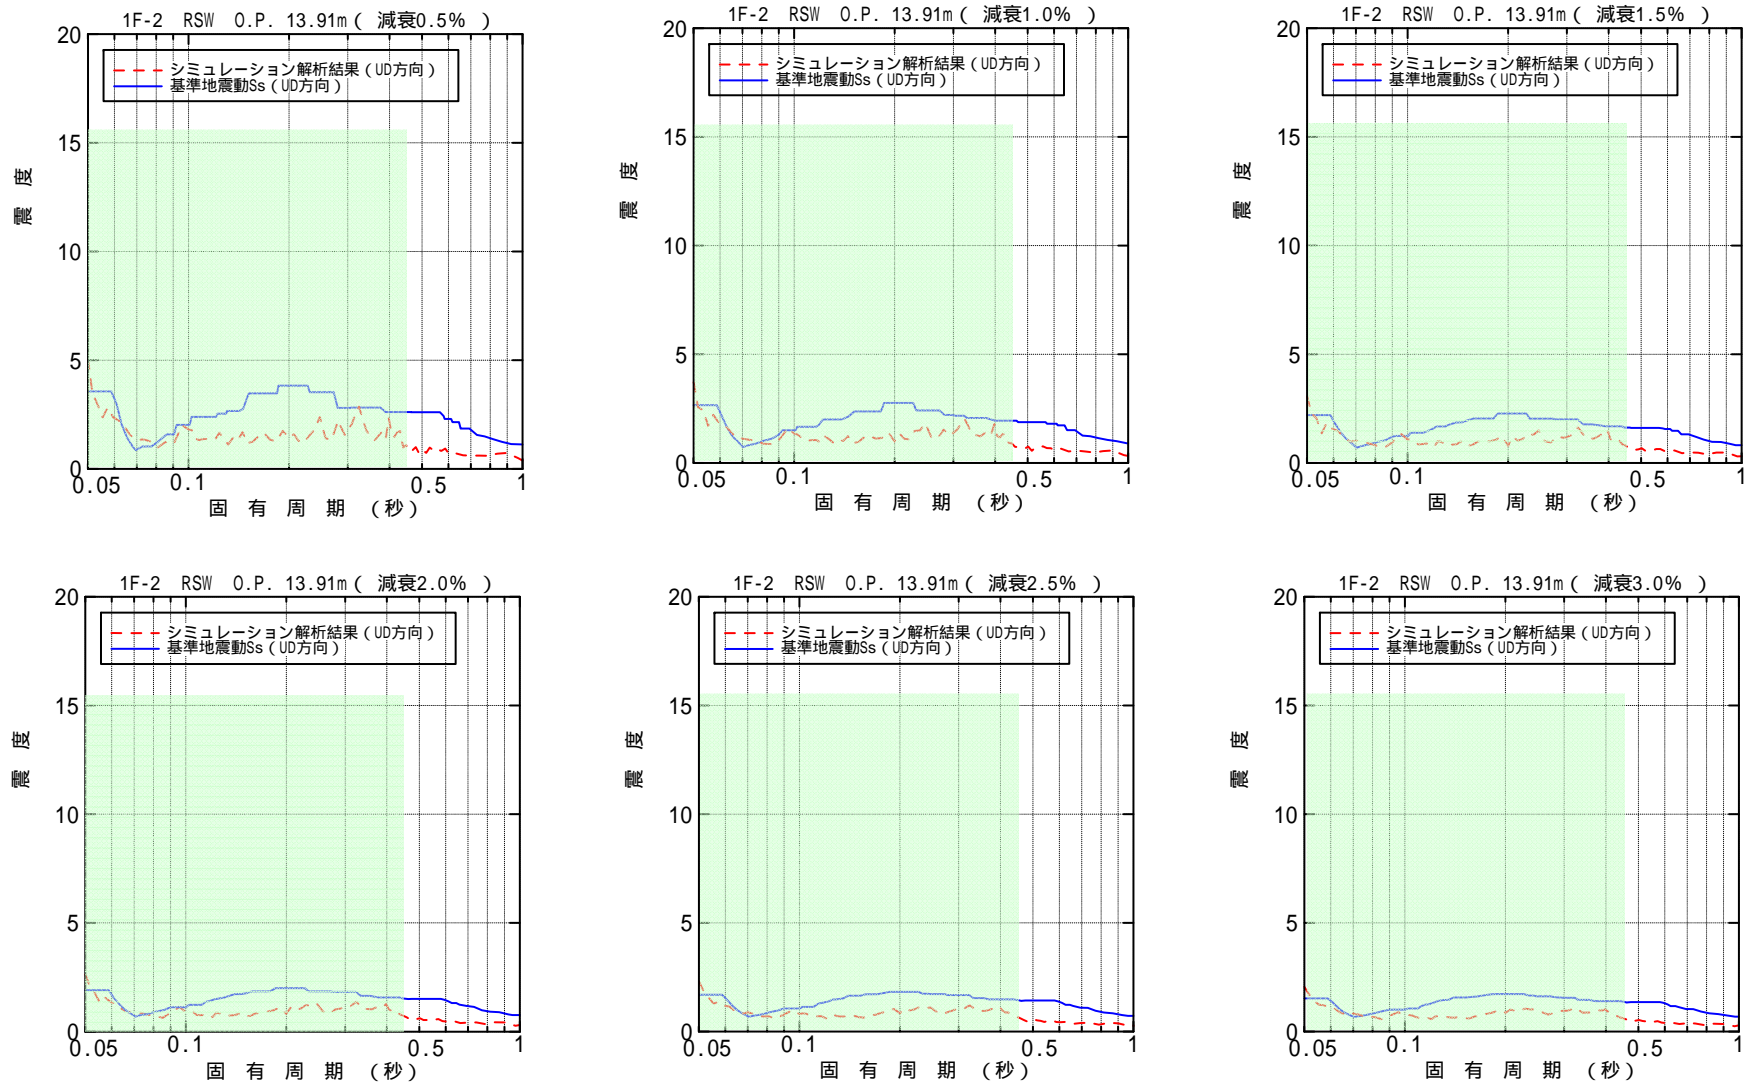 1F-2 RSW O.P. 13.91m( 減衰0.5% )
20
シミュレーション解析結果(UD方向)
基準地震動Ss(UD方向)
15
10
5
0
震度
0.05 0.1 0.5 1
固有周期 (秒)
1F-2 RSW O.P. 13.91m( 減衰1.0% )
20
シミュレーション解析結果(UD方向)
基準地震動Ss(UD方向)
15
10
5
0
震度
0.05 0.1 0.5 1
固有周期 (秒)
1F-2 RSW O.P. 13.91m( 減衰1.5% )
20
シミュレーション解析結果(UD方向)
基準地震動Ss(UD方向)
15
10
5
0
震度
0.05 0.1 0.5 1
固有周期 (秒)
1F-2 RSW O.P. 13.91m( 減衰2.0% )
20
シミュレーション解析結果(UD方向)
基準地震動Ss(UD方向)
15
10
5
0
震度
0.05 0.1 0.5 1
固有周期 (秒)
1F-2 RSW O.P. 13.91m( 減衰2.5% )
20
シミュレーション解析結果(UD方向)
基準地震動Ss(UD方向)
15
10
5
0
震度
0.05 0.1 0.5 1
固有周期 (秒)
1F-2 RSW O.P. 13.91m( 減衰3.0% )
20
シミュレーション解析結果(UD方向)
基準地震動Ss(UD方向)
15
10
5
0
震度
0.05 0.1 0.5 1
固有周期 (秒)